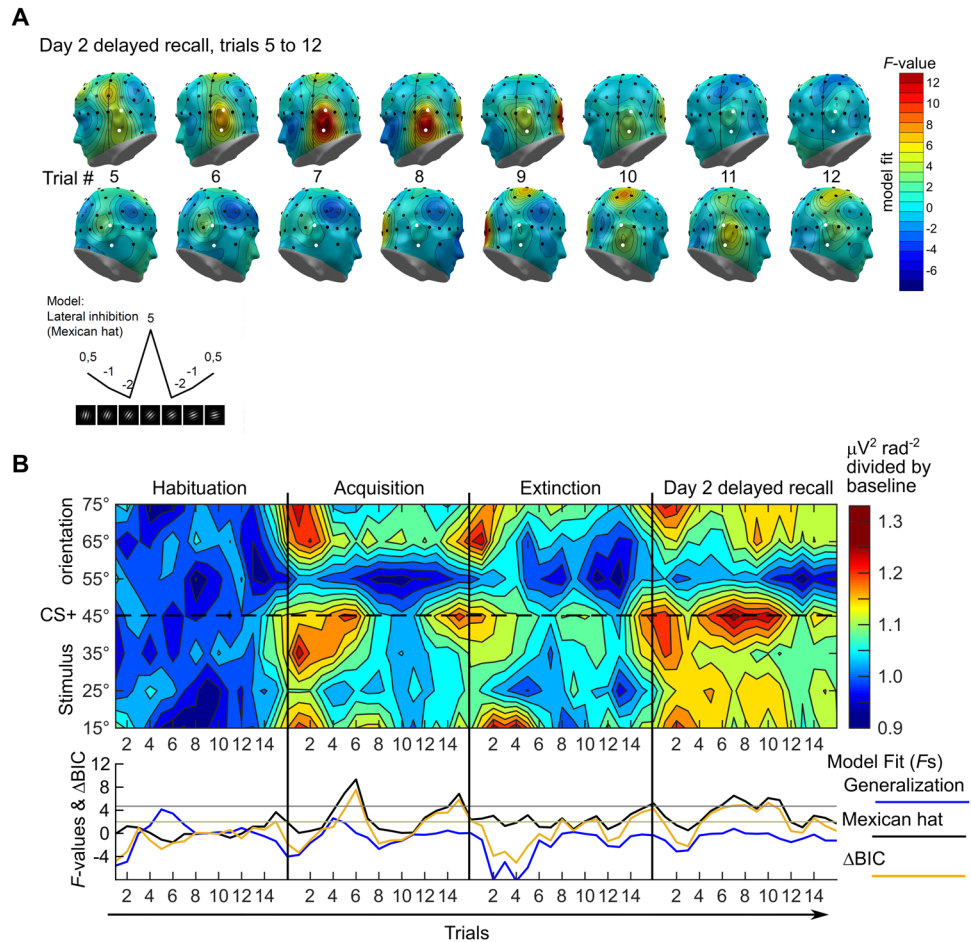 A
Day 2 delayed recall, trials 5 to 12
F-value
12
10
8
6
4
2
0
-2
-4
-6
model fit
Trial # 5 6 7 8 9 10 11 12
Model:
Lateral inhibition
(Mexican hat)
5
0,5 0,5
-1 -1
-2 -2
B
µV² rad⁻²
divided by
baseline
Habituation Acquisition Extinction Day 2 delayed recall
Stimulus orientation
75°
65°
55°
CS+ 45°
35°
25°
15°
1.3
1.2
1.1
1.0
0.9
2 4 6 8 10 12 14 2 4 6 8 10 12 14 2 4 6 8 10 12 14 2 4 6 8 10 12 14
F-values & ΔBIC
12
8
4
0
-4
Model Fit (Fs)
Generalization
Mexican hat
ΔBIC
2 4 6 8 10 12 14 2 4 6 8 10 12 14 2 4 6 8 10 12 14 2 4 6 8 10 12 14
Trials